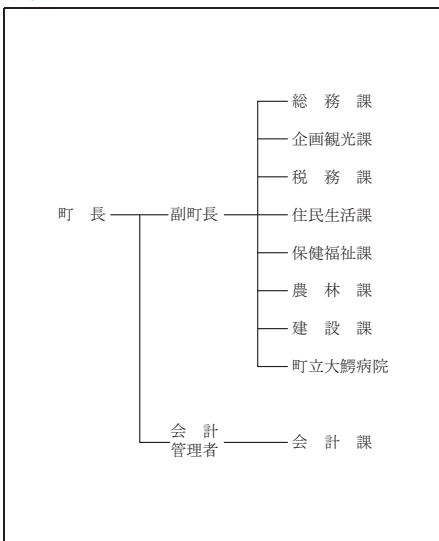 総務課
企画観光課
税務課
町長
副町長
住民生活課
保健福祉課
農林課
建設課
町立大鰐病院
会計
管理者
会計課